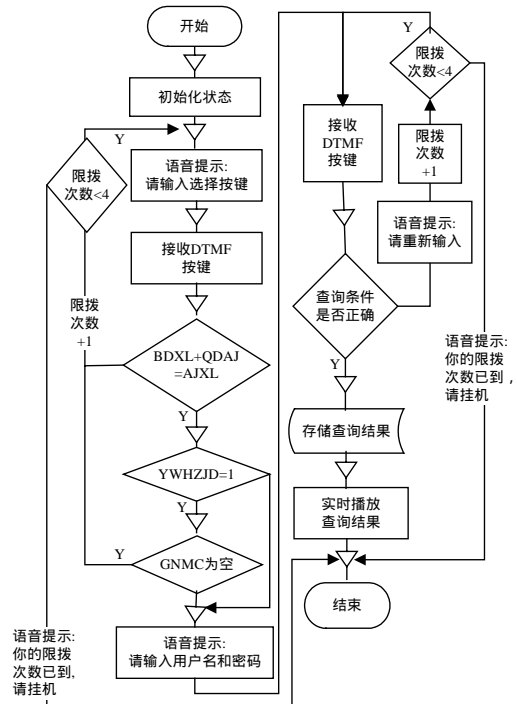 开始
初始化状态
Y
限拨
次数<4
语音提示:
请输入选择按键
接收DTMF
按键
限拨
次数
+1
BDXL+QDAJ
=AJXL
Y
YWHZJD=1
Y
Y
GNMC为空
语音提示:
请输入用户名和密码
语音提示:
你的限拨
次数已到,
请挂机
Y
限拨
次数<4
接收
DTMF
按键
限拨
次数
+1
语音提示:
请重新输入
查询条件
是否正确
Y
语音提示:
你的限拨
次数已到，
请挂机
存储查询结果
实时播放
查询结果
结束